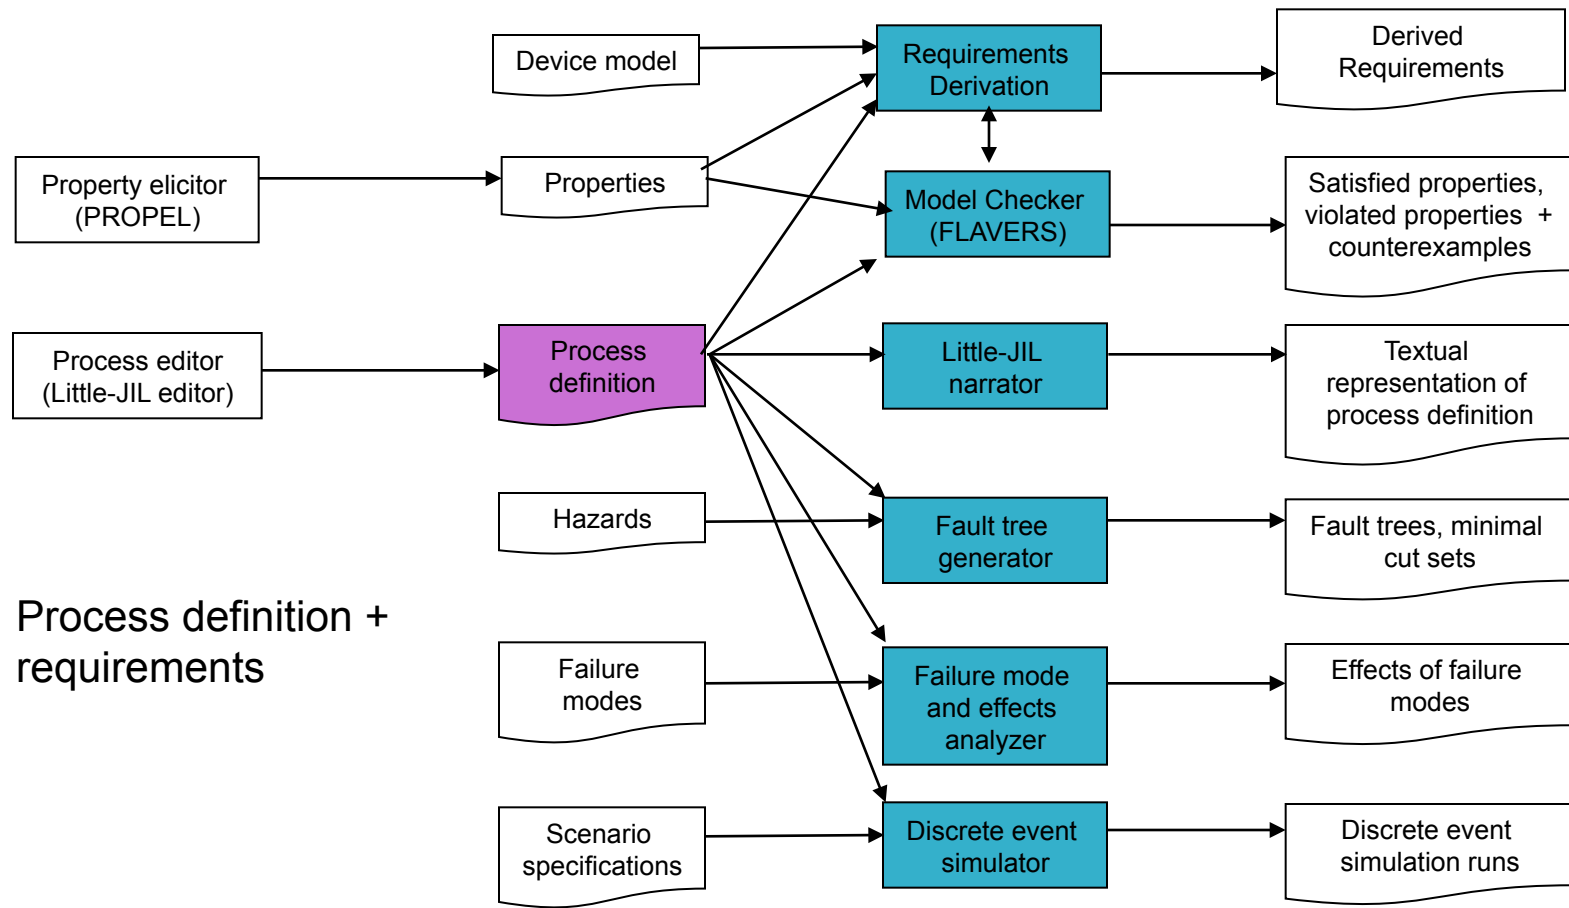 Device model
Requirements
Derivation
Derived
Requirements
Property elicitor
(PROPEL)
Properties
Model Checker
(FLAVERS)
Satisfied properties,
violated properties +
counterexamples
Process editor
(Little-JIL editor)
Process
definition
Little-JIL
narrator
Textual
representation of
process definition
Hazards
Fault tree
generator
Fault trees, minimal
cut sets
Process definition +
requirements
Failure
modes
Failure mode
and effects
analyzer
Effects of failure
modes
Scenario
specifications
Discrete event
simulator
Discrete event
simulation runs